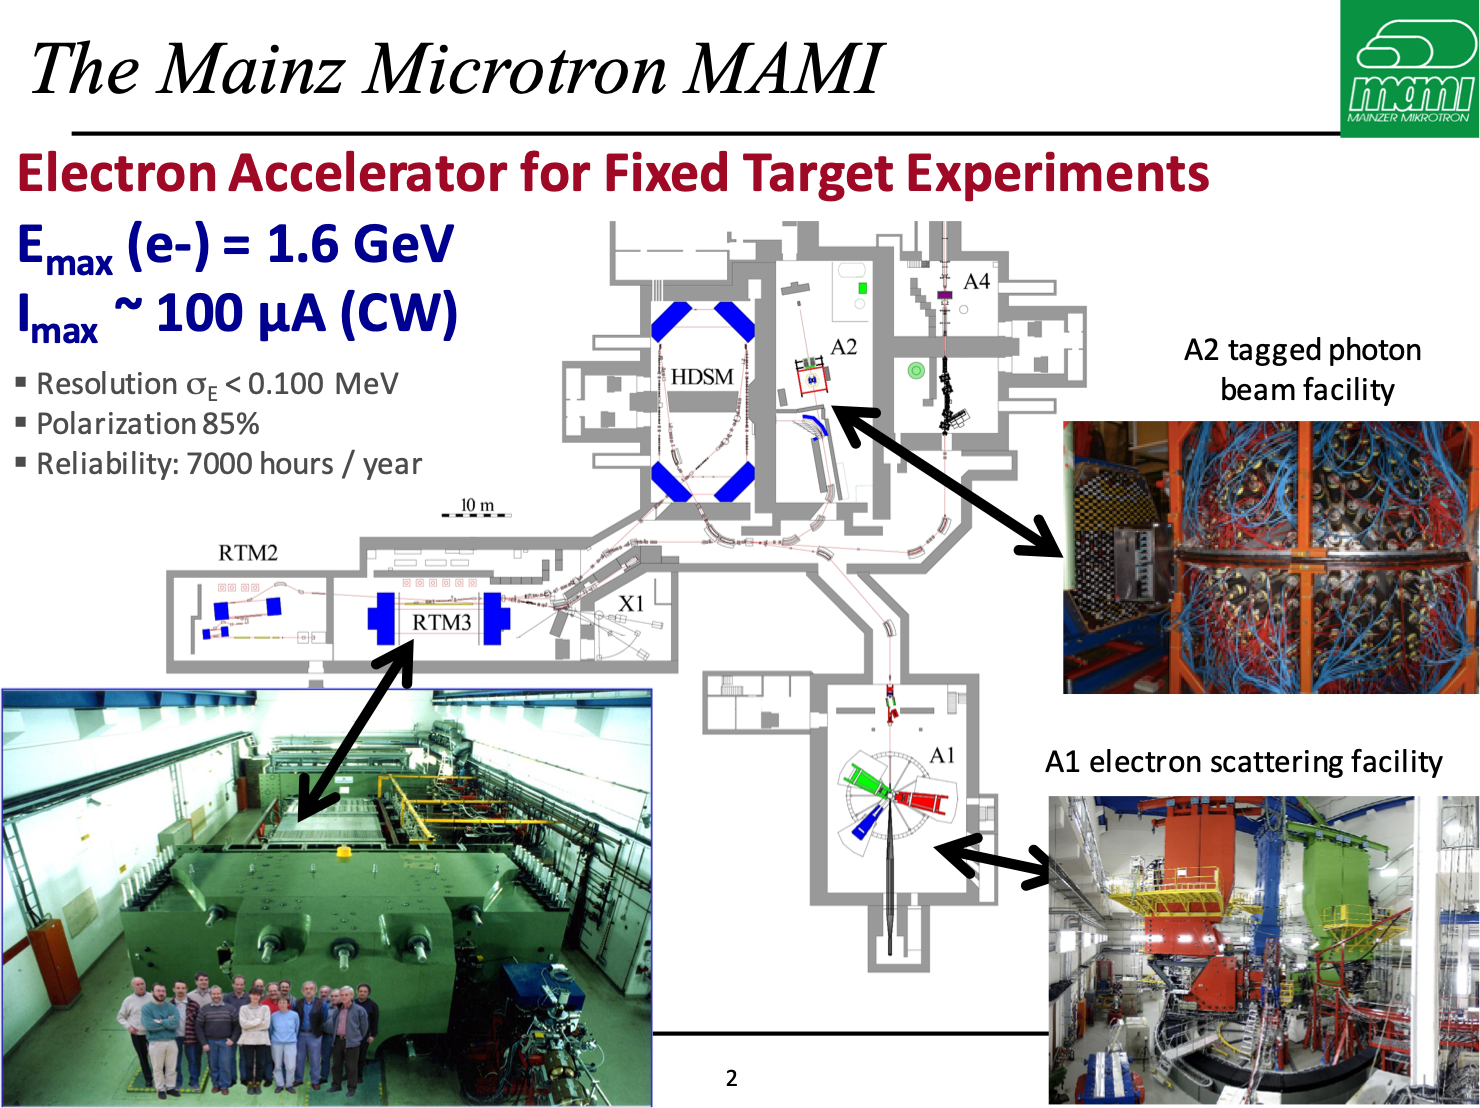 The Mainz Microtron MAMI
mami
MAINZER MIKROTRON
Electron Accelerator for Fixed Target Experiments
Emax (e-) = 1.6 GeV
Imax ~ 100 µA (CW)
▪ Resolution σE < 0.100 MeV
▪ Polarization 85%
▪ Reliability: 7000 hours / year
10 m
HDSM
A2
A4
RTM2
RTM3
X1
A1
A2 tagged photon
beam facility
A1 electron scattering facility
2